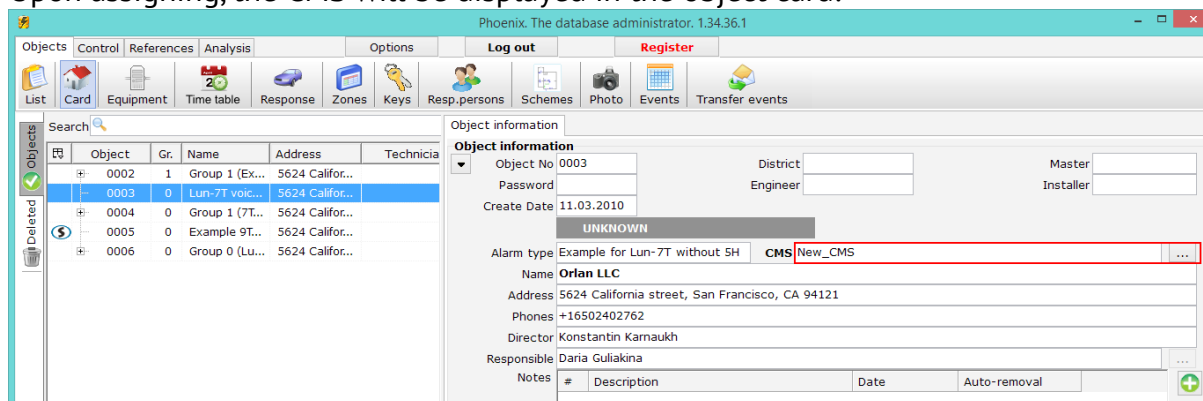 Upon assigning, the CMS will be displayed in the object card.
Phoenix. The database administrator. 1.34.36.1
Objects Control References Analysis Options Log out Register
List Card Equipment Time table Response Zones Keys Resp.persons Schemes Photo Events Transfer events
Objects
Deleted
Search
Object Gr. Name Address Technicia
0002 1 Group 1 (Ex... 5624 Califor...
0003 0 Lun-7T voic... 5624 Califor...
0004 0 Group 1 (7T... 5624 Califor...
0005 0 Example 9T... 5624 Califor...
0006 0 Group 0 (Lu... 5624 Califor...
Object information
Object information
Object No 0003 District Master
Password Engineer Installer
Create Date 11.03.2010
UNKNOWN
Alarm type Example for Lun-7T without 5H CMS New_CMS ...
Name Orlan LLC
Address 5624 California street, San Francisco, CA 94121
Phones +16502402762
Director Konstantin Karnaukh
Responsible Daria Guliakina ...
Notes # Description Date Auto-removal